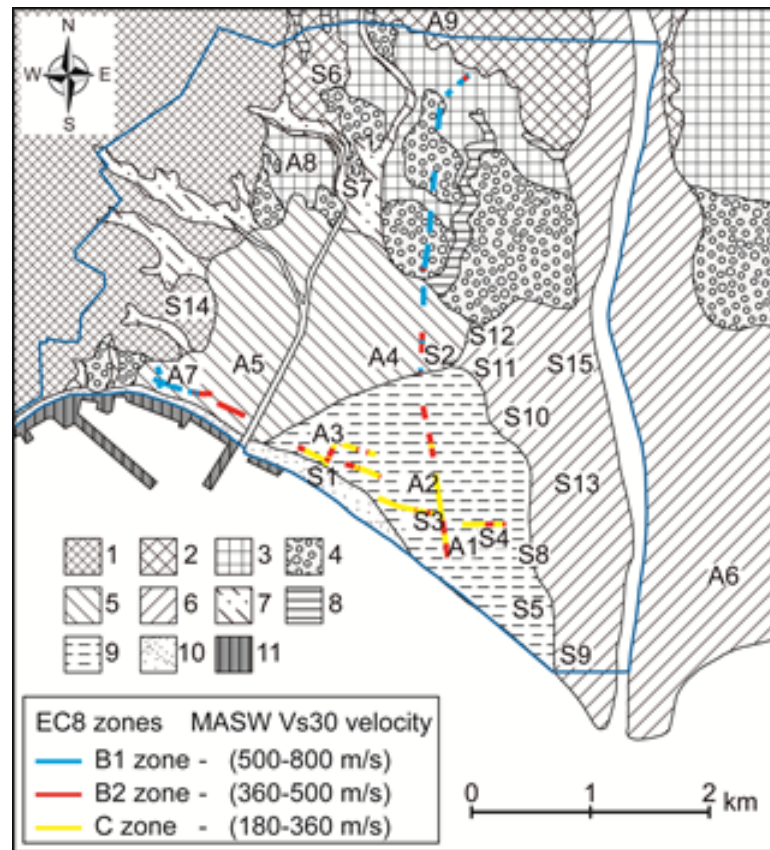 N
A9
W E
S6
S
A8
S7
S14
S12
A7
A5
A4
S2
S11
S15
S10
A3
S1
A2
S13
S3
S4
A1
S8
A6
S5
S9
1 2 3 4
5 6 7 8
9 10 11
EC8 zones MASW Vs30 velocity
B1 zone - (500-800 m/s)
B2 zone - (360-500 m/s)
C zone - (180-360 m/s)
0 1 2 km